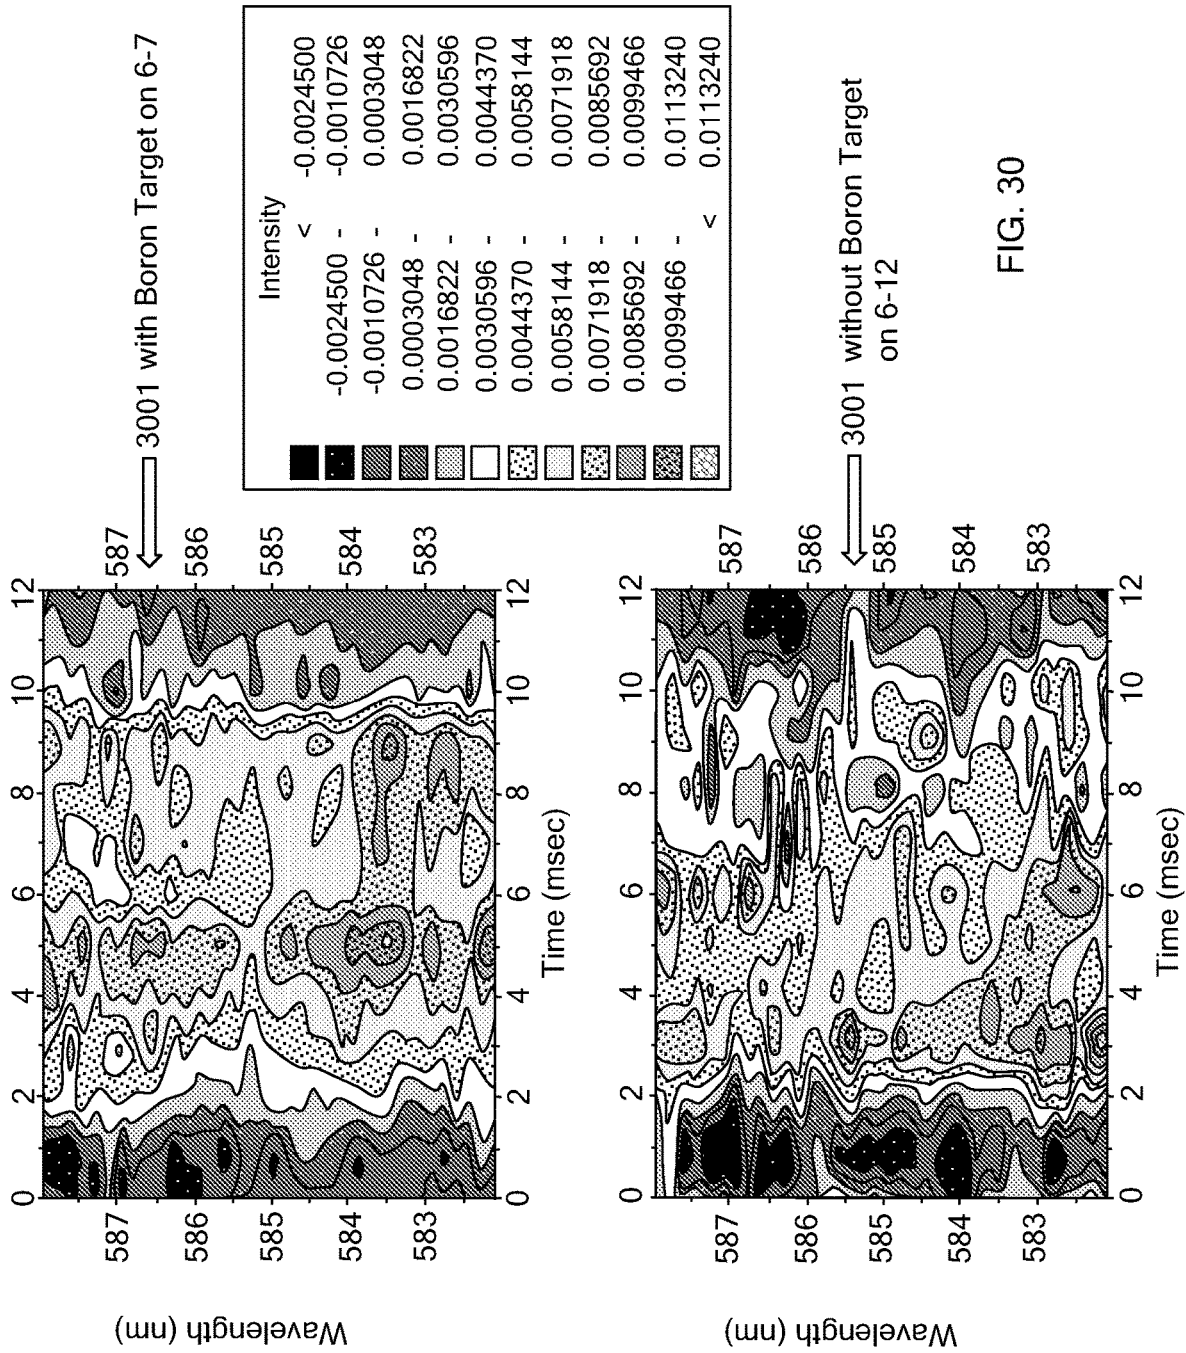 3001 with Boron Target on 6-7
Wavelength (nm)
587
586
585
584
583
587
586
585
584
583
0
2
4
6
8
10
12
0
2
4
6
8
10
12
Time (msec)
Intensity
< -0.0024500
-0.0024500 - -0.0010726
-0.0010726 - 0.0003048
0.0003048 - 0.0016822
0.0016822 - 0.0030596
0.0030596 - 0.0044370
0.0044370 - 0.0058144
0.0058144 - 0.0071918
0.0071918 - 0.0085692
0.0085692 - 0.0099466
0.0099466 - 0.0113240
< 0.0113240
3001 without Boron Target
on 6-12
Wavelength (nm)
587
586
585
584
583
587
586
585
584
583
0
2
4
6
8
10
12
0
2
4
6
8
10
12
Time (msec)
FIG. 30